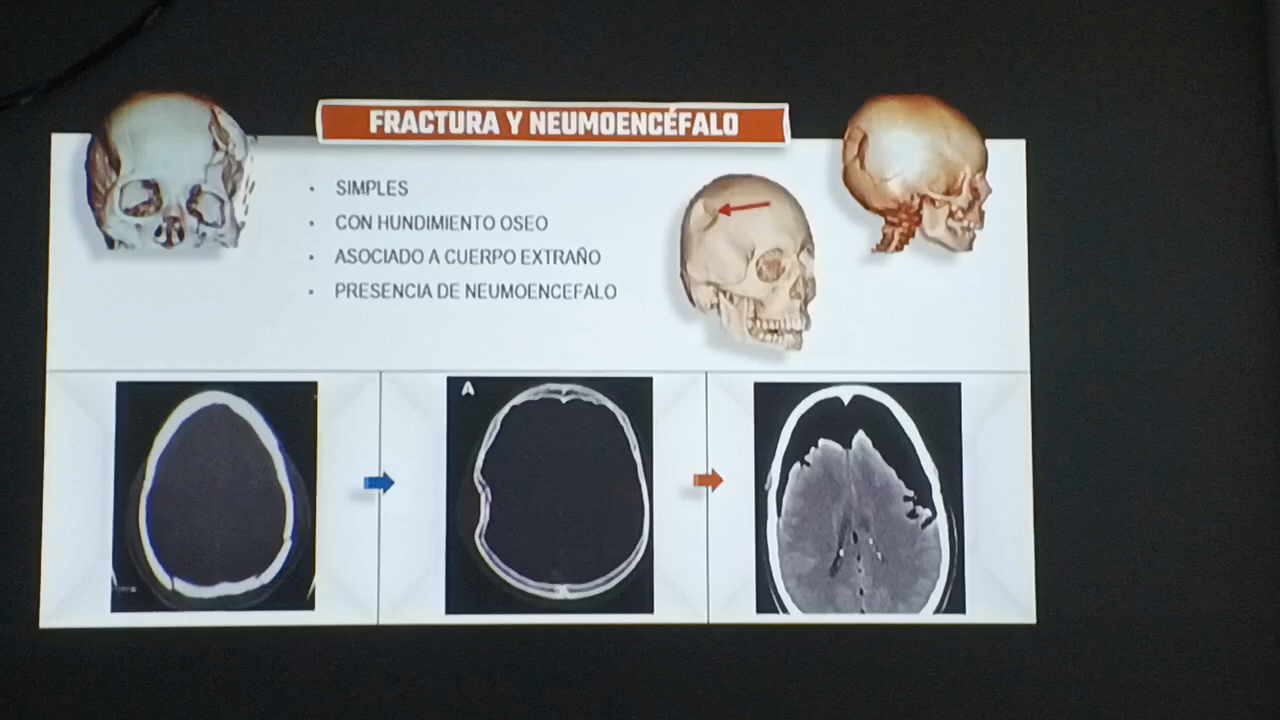 FRACTURA Y NEUMOENCÉFALO
• SIMPLES
• CON HUNDIMIENTO OSEO
• ASOCIADO A CUERPO EXTRAÑO
• PRESENCIA DE NEUMOENCEFALO
A